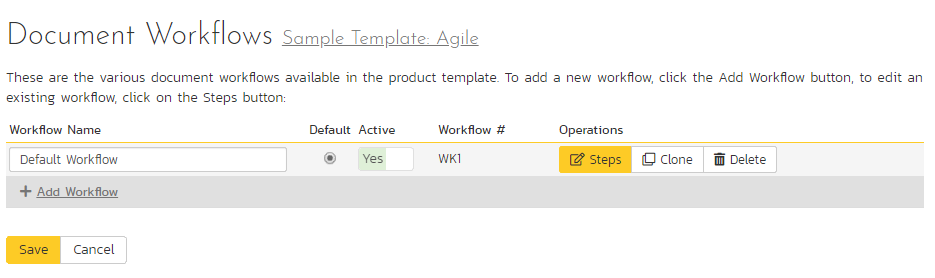 Document Workflows Sample Template: Agile
These are the various document workflows available in the product template. To add a new workflow, click the Add Workflow button, to edit an
existing workflow, click on the Steps button:
Workflow Name Default Active Workflow # Operations
Default Workflow Yes WK1 Steps Clone Delete
Add Workflow
Save Cancel